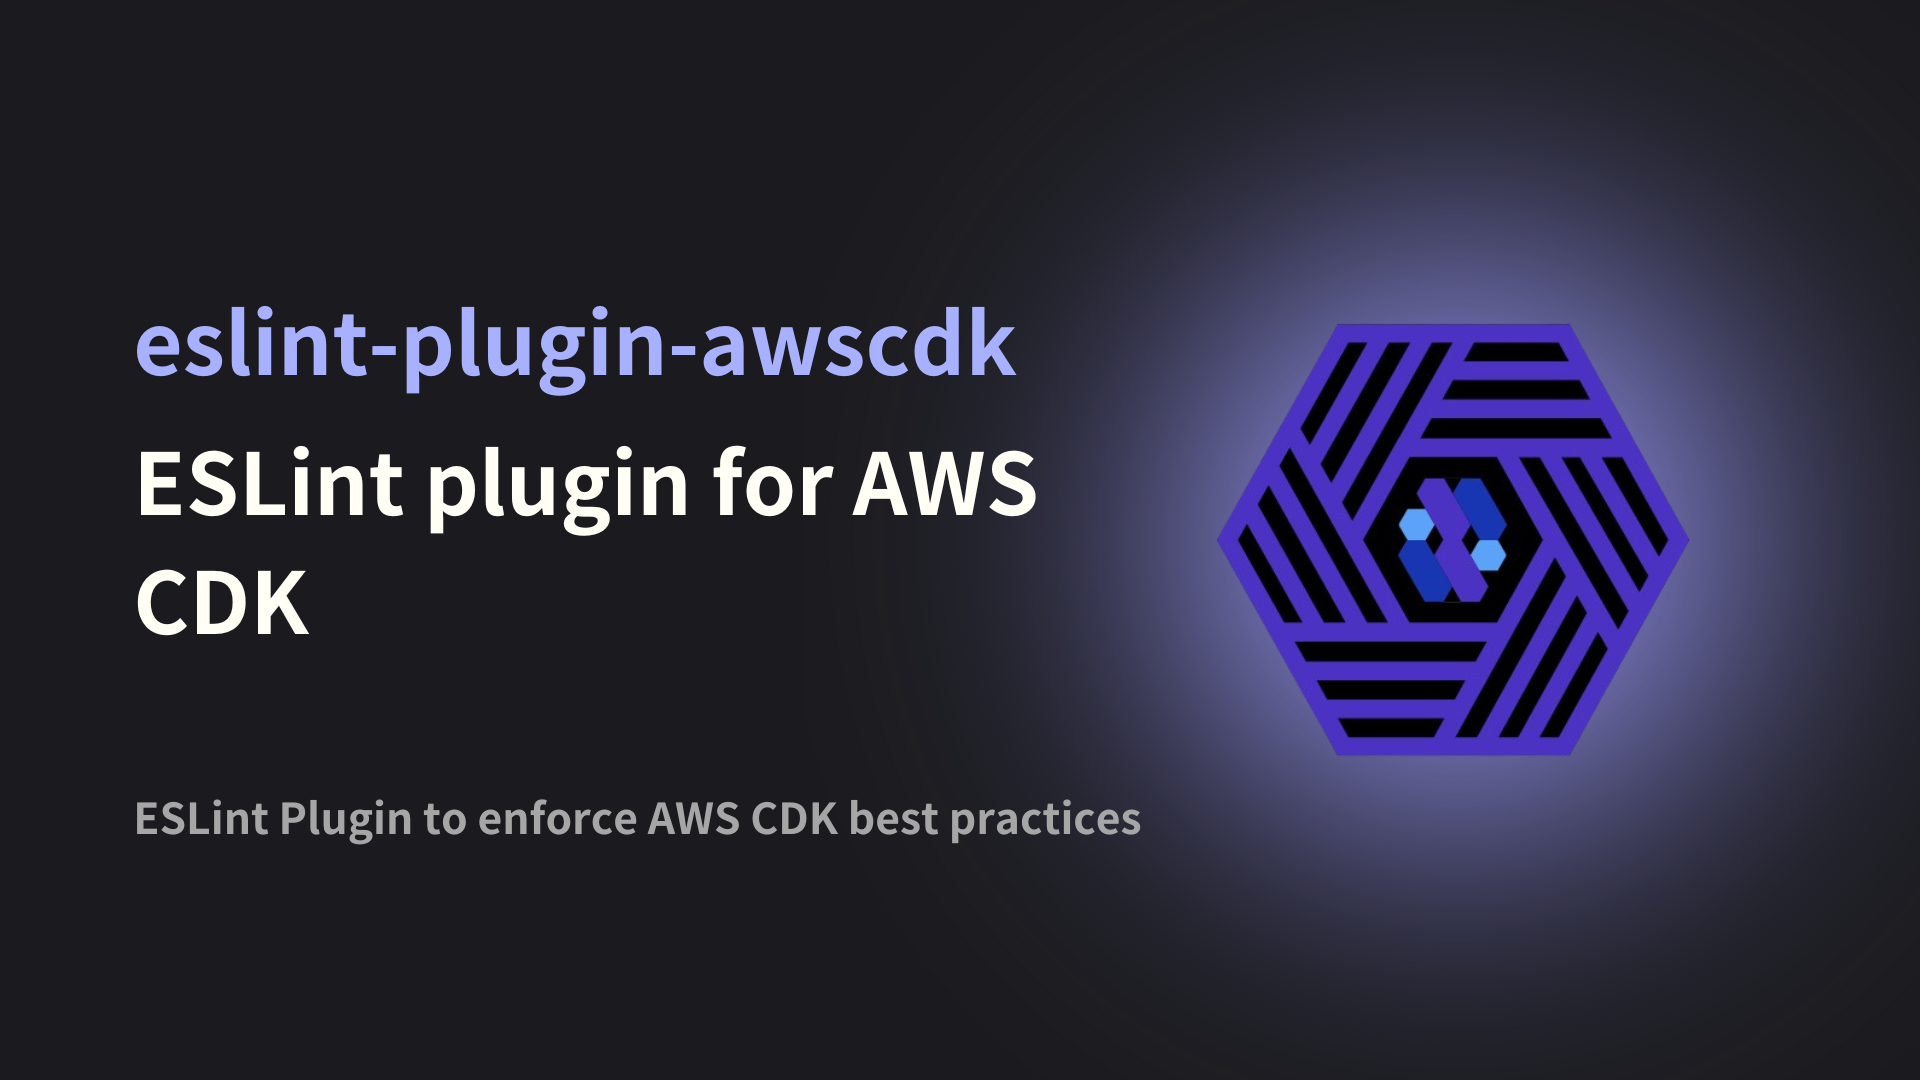 eslint-plugin-awscdk
ESLint plugin for AWS
CDK
ESLint Plugin to enforce AWS CDK best practices